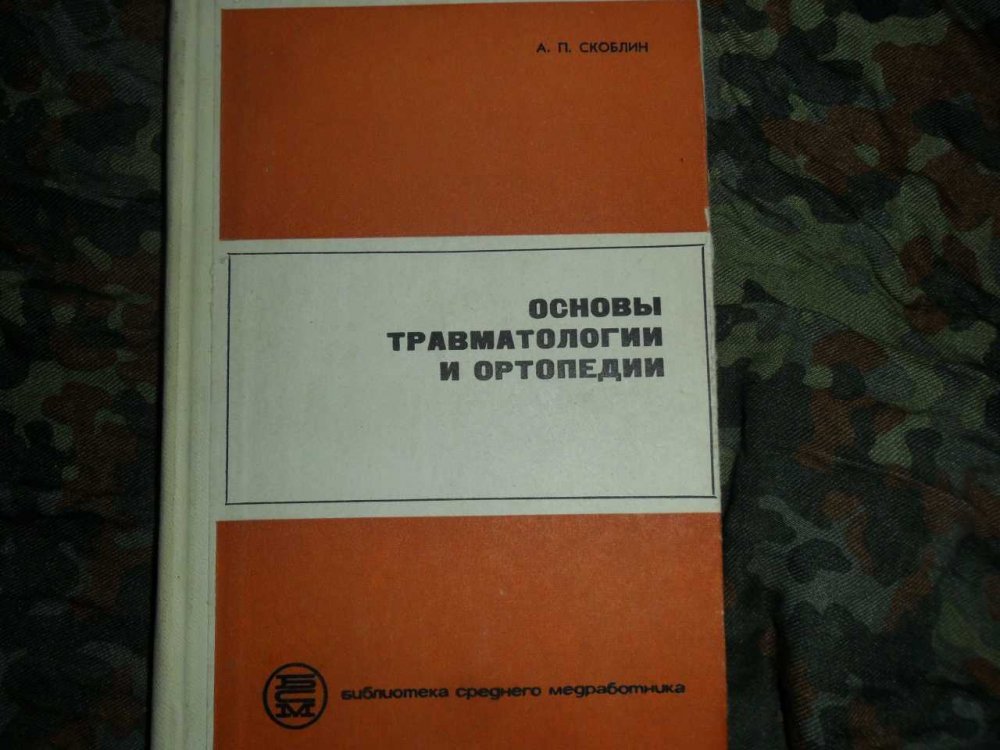 А. П. СКОБЛИН
ОСНОВЫ
ТРАВМАТОЛОГИИ
И ОРТОПЕДИИ
Библиотека среднего медработника